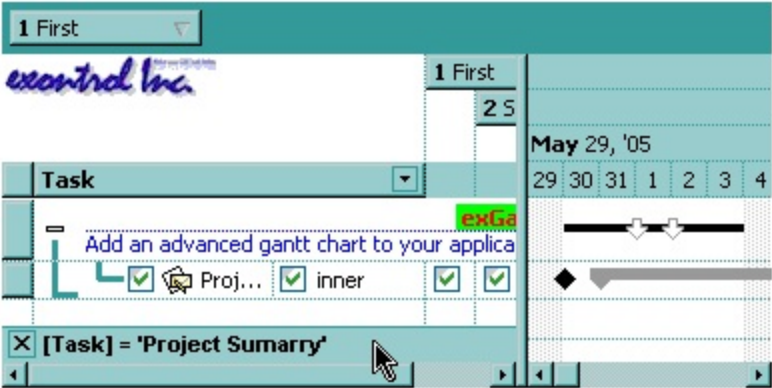 1 First
exontrol Inc.
1 First
2 S
May 29, '05
Task
29 30 31 1 2 3 4
exGa
Add an advanced gantt chart to your applica
Proj... inner
[Task] = 'Project Sumarry'